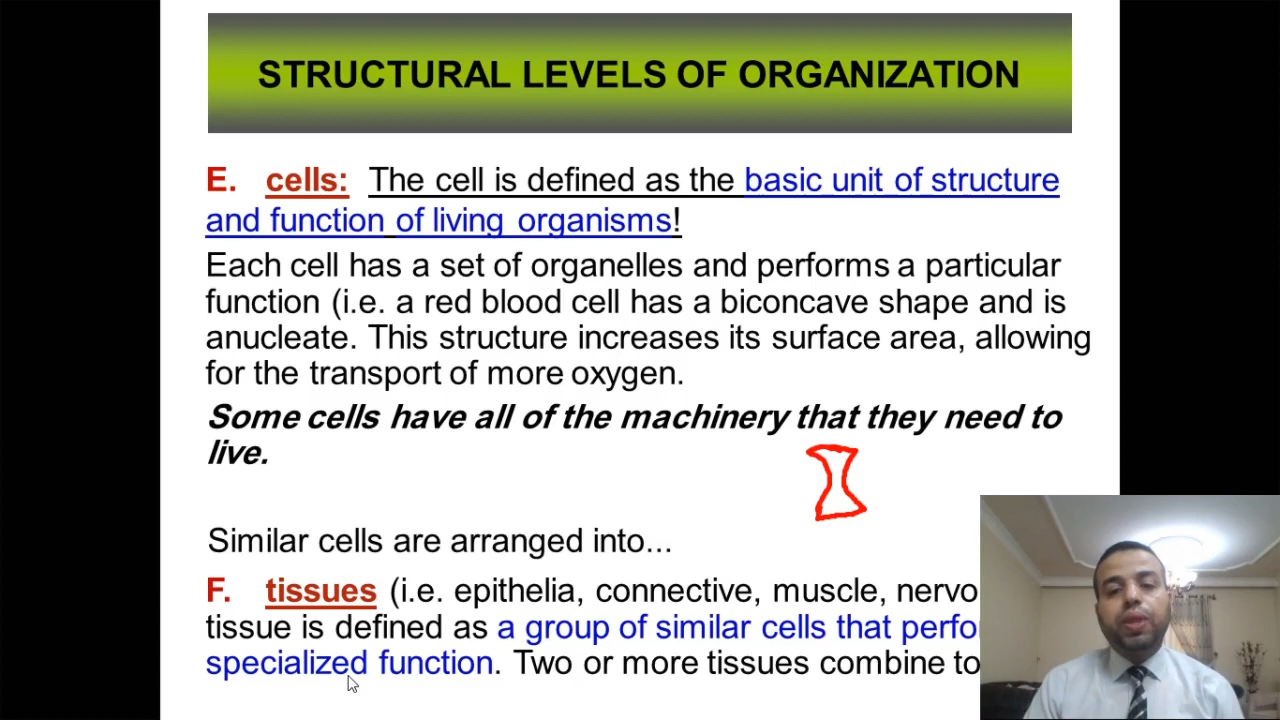 STRUCTURAL LEVELS OF ORGANIZATION
E. cells: The cell is defined as the basic unit of structure
and function of living organisms!
Each cell has a set of organelles and performs a particular
function (i.e. a red blood cell has a biconcave shape and is
anucleate. This structure increases its surface area, allowing
for the transport of more oxygen.
Some cells have all of the machinery that they need to
live.
Similar cells are arranged into...
F. tissues (i.e. epithelia, connective, muscle, nervo
tissue is defined as a group of similar cells that perfo
specialized function. Two or more tissues combine to